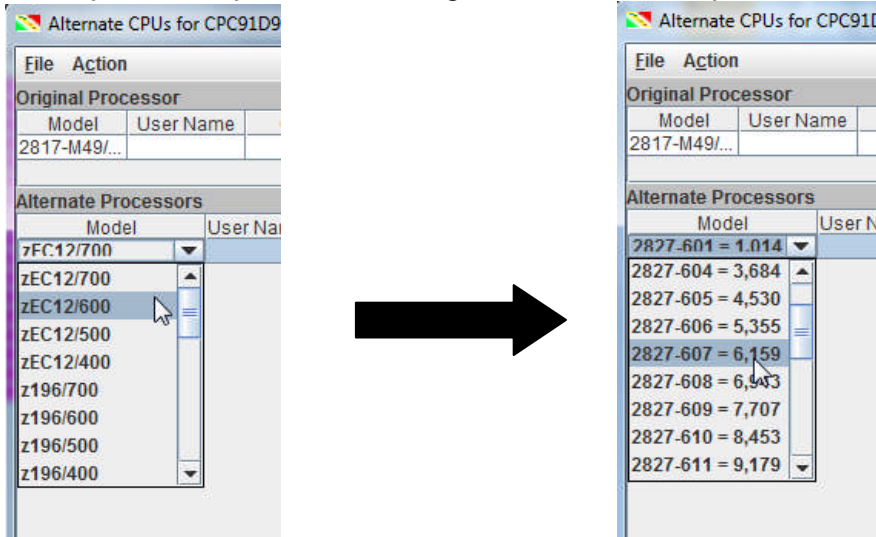 Alternate CPUs for CPC91D9
File Action
Original Processor
Model User Name
2817-M49/...
Alternate Processors
Model User Nar
zEC12/700
zEC12/700
zEC12/600
zEC12/500
zEC12/400
z196/700
z196/600
z196/500
z196/400
Alternate CPUs for CPC91D
File Action
Original Processor
Model User Name
2817-M49/...
Alternate Processors
Model User N
2827-601 = 1.014
2827-604 = 3,684
2827-605 = 4,530
2827-606 = 5,355
2827-607 = 6,159
2827-608 =
2827-609 = 7,707
2827-610 = 8,453
2827-611 = 9,179